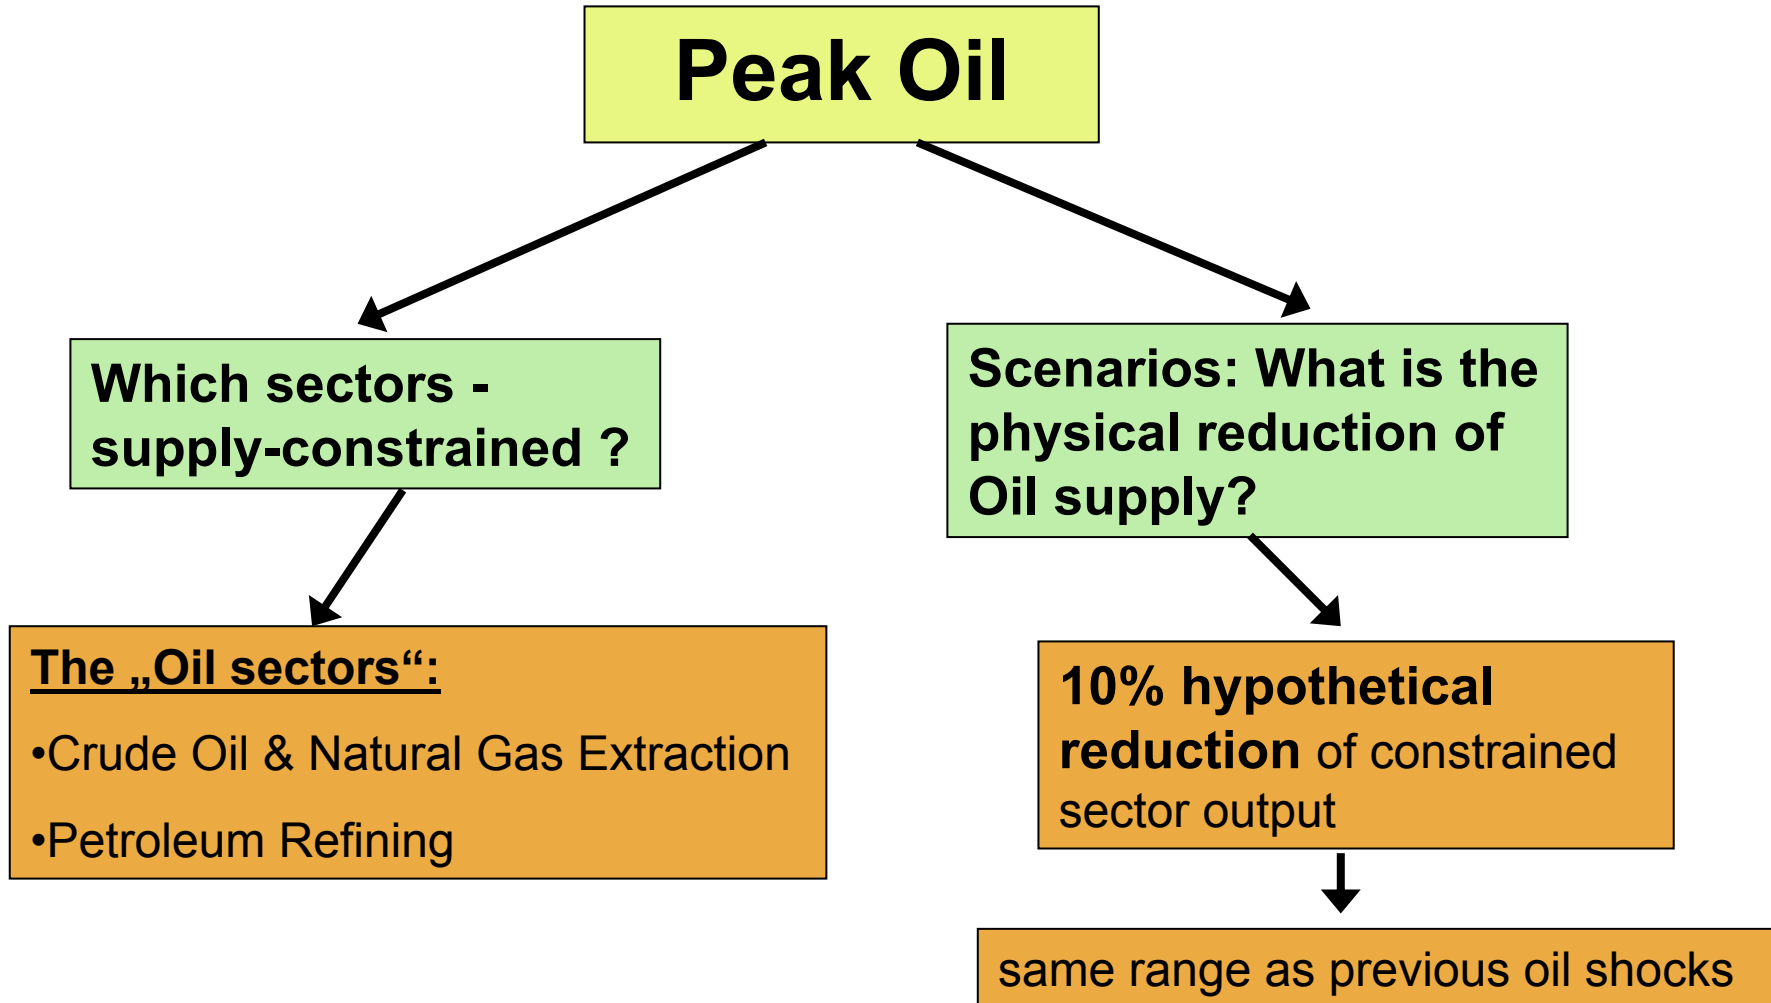 Peak Oil
Which sectors -
supply-constrained ?
Scenarios: What is the
physical reduction of
Oil supply?
The „Oil sectors“:
•Crude Oil & Natural Gas Extraction
•Petroleum Refining
10% hypothetical
reduction of constrained
sector output
same range as previous oil shocks